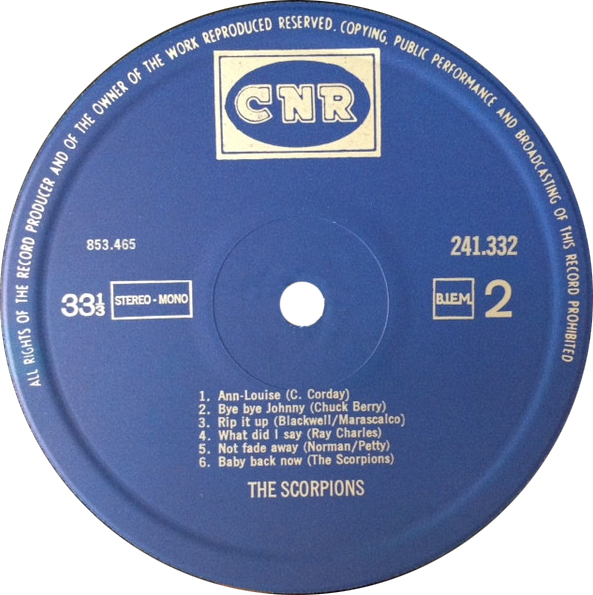 ALL RIGHTS OF THE RECORD PRODUCER AND OF THE OWNER OF THE WORK REPRODUCED RESERVED. COPYING, PUBLIC PERFORMANCE AND BROADCASTING OF THIS RECORD PROHIBITED
CNR
853.465
241.332
33⅓ STEREO-MONO
B.I.E.M. 2
1. Ann-Louise (C. Corday)
2. Bye bye Johnny (Chuck Berry)
3. Rip it up (Blackwell/Marascalco)
4. What did I say (Ray Charles)
5. Not fade away (Norman/Petty)
6. Baby back now (The Scorpions)
THE SCORPIONS